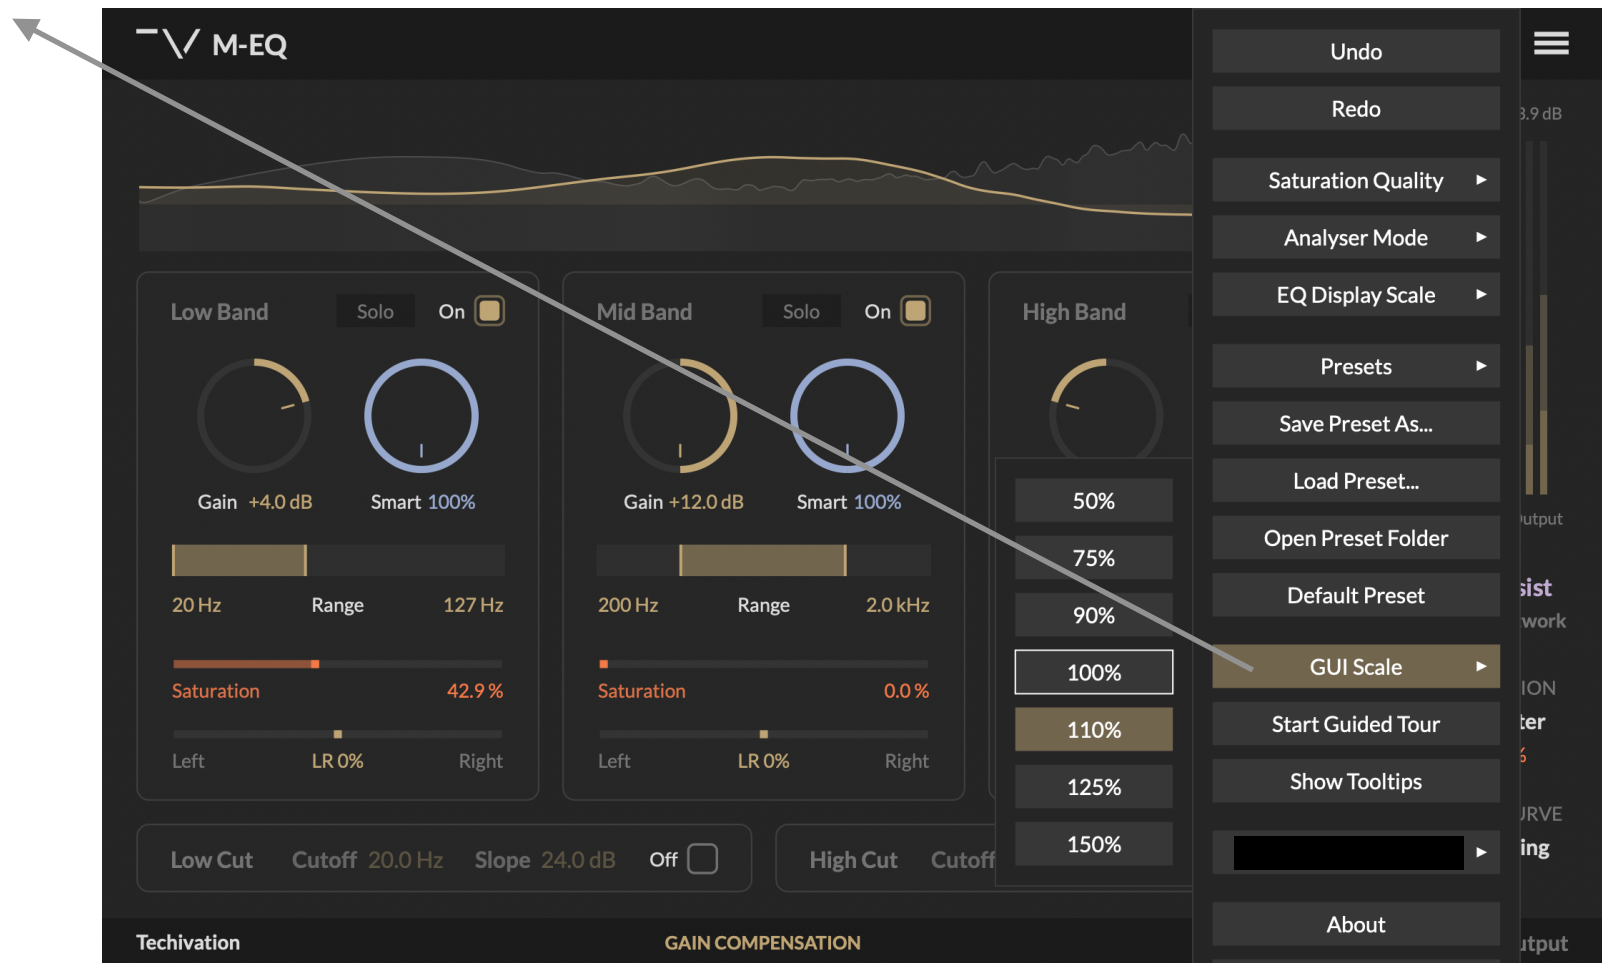 M-EQ
Undo
Redo
Saturation Quality
Analyser Mode
EQ Display Scale
Presets
Save Preset As...
Load Preset...
Open Preset Folder
Default Preset
GUI Scale
Start Guided Tour
Show Tooltips
About
50%
75%
90%
100%
110%
125%
150%
Low Band Solo On
Gain +4.0 dB Smart 100%
20 Hz Range 127 Hz
Saturation 42.9 %
Left LR 0% Right
Mid Band Solo On
Gain +12.0 dB Smart 100%
200 Hz Range 2.0 kHz
Saturation 0.0 %
Left LR 0% Right
High Band
Low Cut Cutoff 20.0 Hz Slope 24.0 dB Off
High Cut Cutoff
Techivation GAIN COMPENSATION
3.9 dB